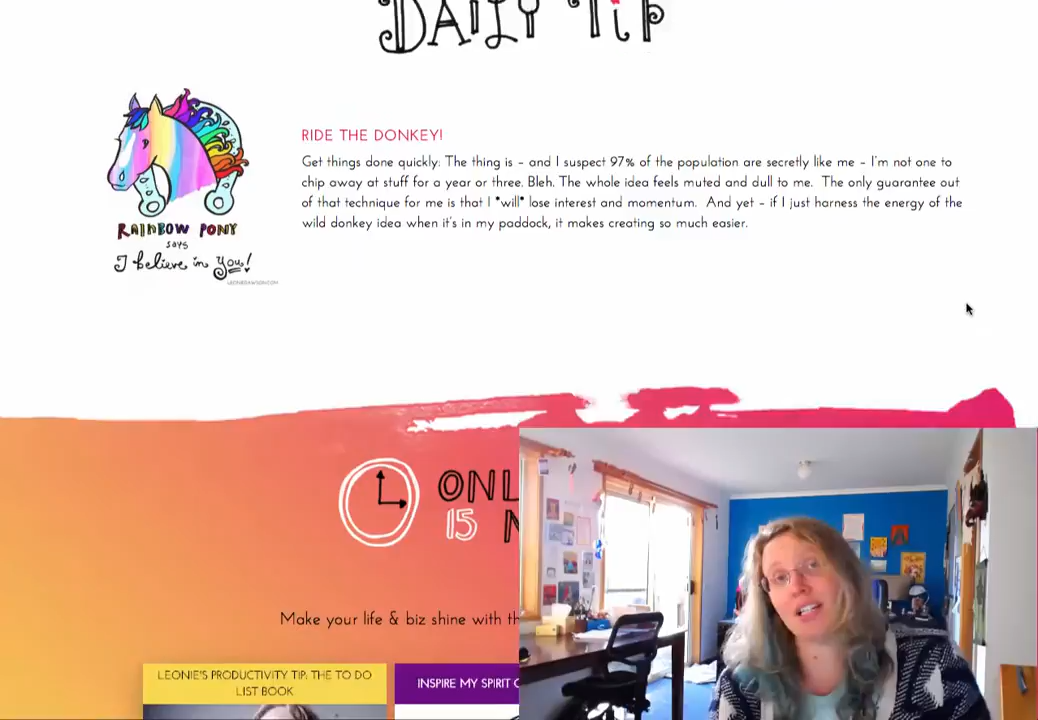 DAILY TIP
RIDE THE DONKEY!
Get things done quickly: The thing is – and I suspect 97% of the population are secretly like me – I'm not one to
chip away at stuff for a year or three. Bleh. The whole idea feels muted and dull to me. The only guarantee out
of that technique for me is that I *will* lose interest and momentum. And yet – if I just harness the energy of the
wild donkey idea when it's in my paddock, it makes creating so much easier.
RAINBOW PONY
says
I believe in you!
LEONIEDAWSON.COM
ONL
15 M
Make your life & biz shine with th
LEONIE'S PRODUCTIVITY TIP: THE TO DO
LIST BOOK
INSPIRE MY SPIRIT